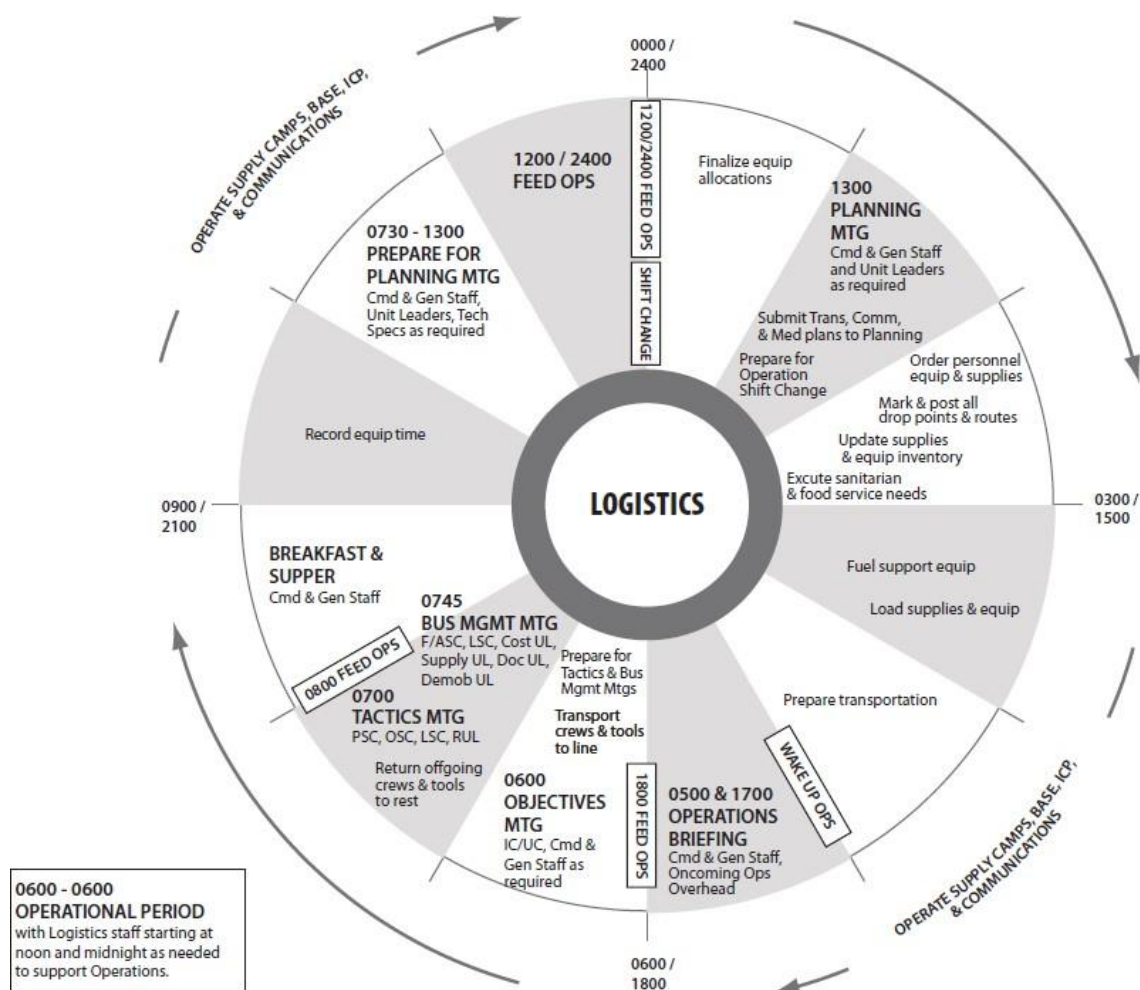 0000 /
2400
OPERATE SUPPLY CAMPS, BASE, ICP,
& COMMUNICATIONS
1200 / 2400
FEED OPS
1200/2400 FEED OPS
SHIFT CHANGE
Finalize equip
allocations
1300
PLANNING
MTG
Cmd & Gen Staff
and Unit Leaders
as required
Submit Trans, Comm,
& Med plans to Planning
Prepare for
Operation
Shift Change
Order personnel
equip & supplies
Mark & post all
drop points & routes
Update supplies
& equip inventory
Excute sanitarian
& food service needs
0300 /
1500
Fuel support equip
Load supplies & equip
Prepare transportation
WAKE UP OPS
OPERATE SUPPLY CAMPS, BASE, ICP,
& COMMUNICATIONS
0500 & 1700
OPERATIONS
BRIEFING
Cmd & Gen Staff,
Oncoming Ops
Overhead
1800 FEED OPS
0600 /
1800
Prepare for
Tactics & Bus
Mgmt Mtgs
Transport
crews & tools
to line
0600
OBJECTIVES
MTG
IC/UC, Cmd &
Gen Staff as
required
0745
BUS MGMT MTG
F/ASC, LSC, Cost UL,
Supply UL, Doc UL,
Demob UL
0700
TACTICS MTG
PSC, OSC, LSC, RUL
Return offgoing
crews & tools
to rest
0800 FEED OPS
BREAKFAST &
SUPPER
Cmd & Gen Staff
0900 /
2100
Record equip time
0730 - 1300
PREPARE FOR
PLANNING MTG
Cmd & Gen Staff,
Unit Leaders, Tech
Specs as required
LOGISTICS
0600 - 0600
OPERATIONAL PERIOD
with Logistics staff starting at
noon and midnight as needed
to support Operations.